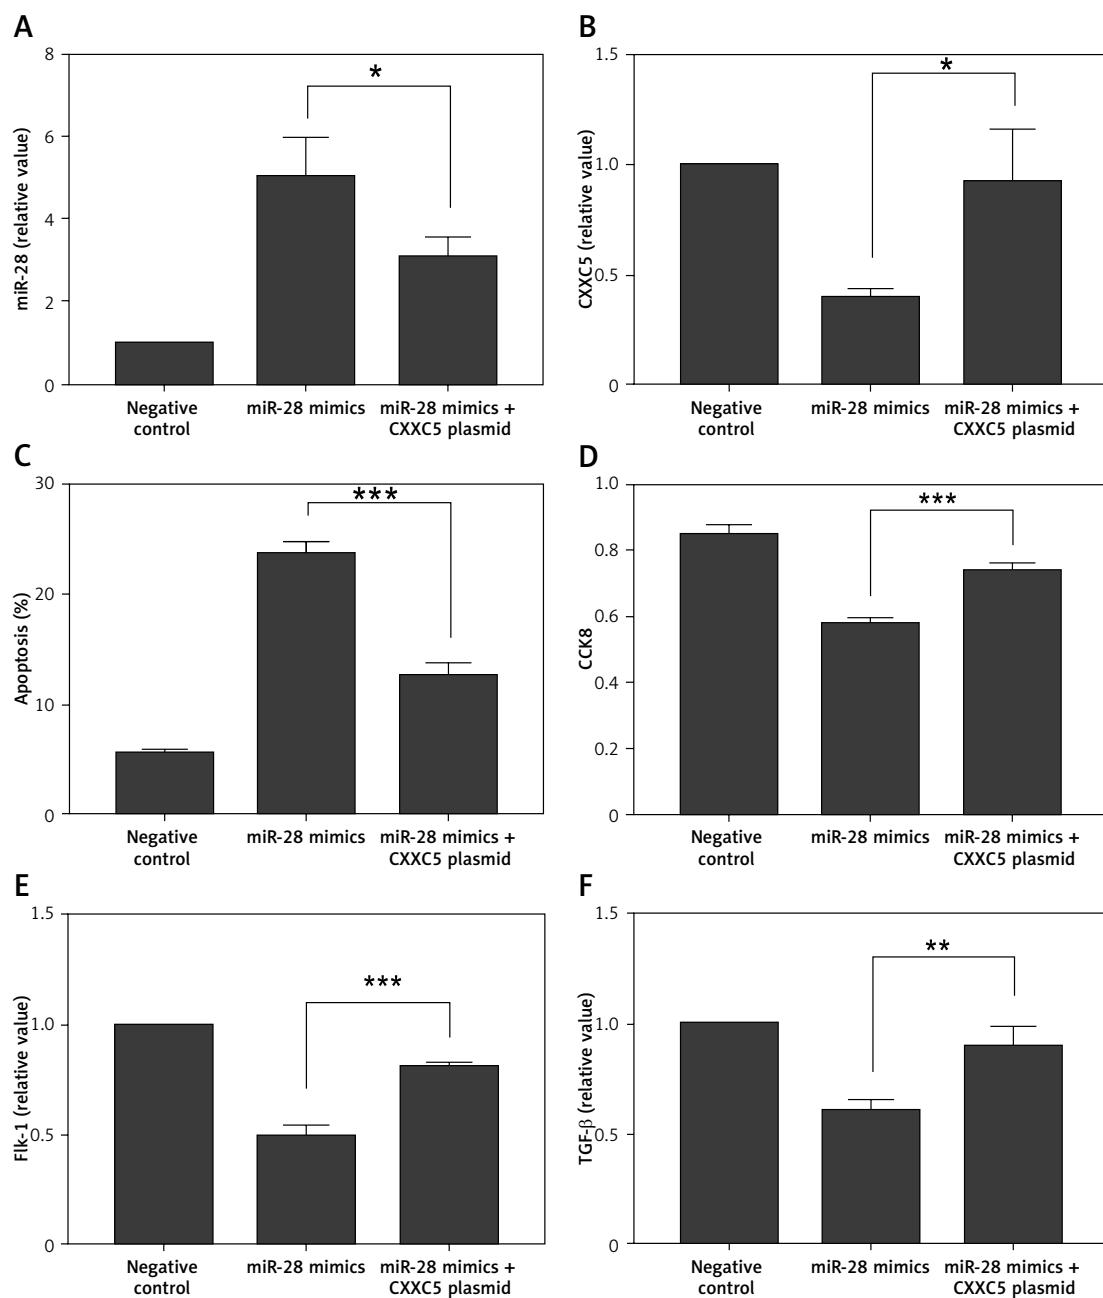 A
miR-28 (relative value)
8
6
4
2
0
*
Negative
control
miR-28 mimics
miR-28 mimics +
CXXC5 plasmid
B
CXXC5 (relative value)
1.5
1.0
0.5
0
*
Negative
control
miR-28 mimics
miR-28 mimics +
CXXC5 plasmid
C
Apoptosis (%)
30
20
10
0
***
Negative
control
miR-28 mimics
miR-28 mimics +
CXXC5 plasmid
D
CCK8
1.0
0.8
0.6
0.4
0.2
0
***
Negative
control
miR-28 mimics
miR-28 mimics +
CXXC5 plasmid
E
Flk-1 (relative value)
1.5
1.0
0.5
0
***
Negative
control
miR-28 mimics
miR-28 mimics +
CXXC5 plasmid
F
TGF-β (relative value)
1.5
1.0
0.5
0
**
Negative
control
miR-28 mimics
miR-28 mimics +
CXXC5 plasmid